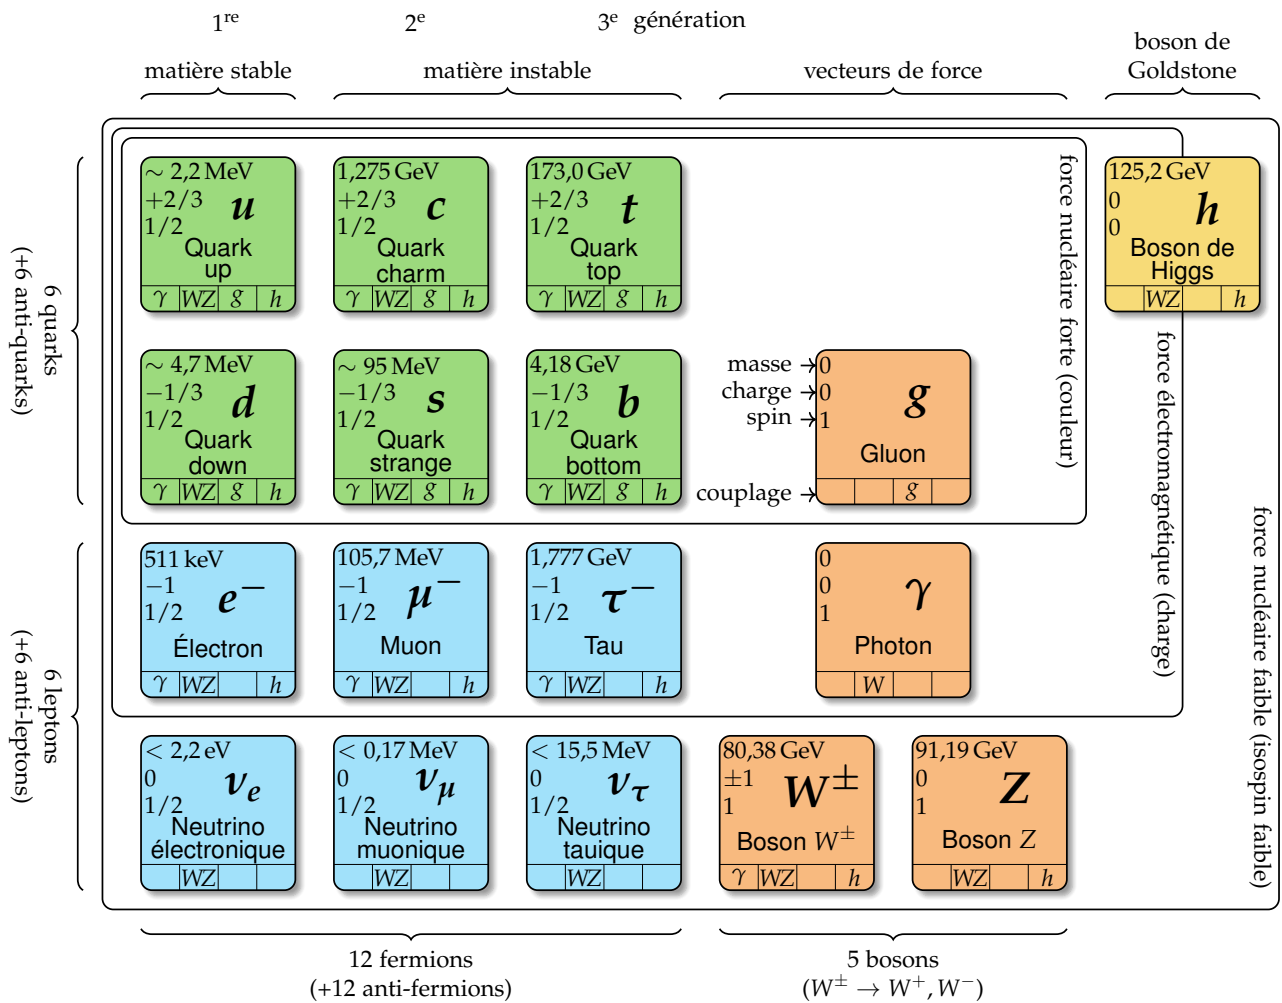 1re 2e 3e génération
matière stable
matière instable
vecteurs de force
boson de
Goldstone
6 quarks
(+6 anti-quarks)
∼ 2,2 MeV
+2/3
1/2
u
Quark
up
γ WZ g h
1,275 GeV
+2/3
1/2
c
Quark
charm
γ WZ g h
173,0 GeV
+2/3
1/2
t
Quark
top
γ WZ g h
force nucléaire forte (couleur)
125,2 GeV
0
0
h
Boson de
Higgs
WZ h
∼ 4,7 MeV
−1/3
1/2
d
Quark
down
γ WZ g h
∼ 95 MeV
−1/3
1/2
s
Quark
strange
γ WZ g h
4,18 GeV
−1/3
1/2
b
Quark
bottom
γ WZ g h
masse
charge
spin
couplage
0
0
1
g
Gluon
g
force électromagnétique (charge)
force nucléaire faible (isospin faible)
6 leptons
(+6 anti-leptons)
511 keV
−1
1/2
e−
Électron
γ WZ h
105,7 MeV
−1
1/2
μ−
Muon
γ WZ h
1,777 GeV
−1
1/2
τ−
Tau
γ WZ h
0
0
1
γ
Photon
W
< 2,2 eV
0
1/2
νe
Neutrino
électronique
WZ
< 0,17 MeV
0
1/2
νμ
Neutrino
muonique
WZ
< 15,5 MeV
0
1/2
ντ
Neutrino
tauique
WZ
80,38 GeV
±1
1
W±
Boson W±
γ WZ h
91,19 GeV
0
1
Z
Boson Z
WZ h
12 fermions
(+12 anti-fermions)
5 bosons
(W± → W+, W−)